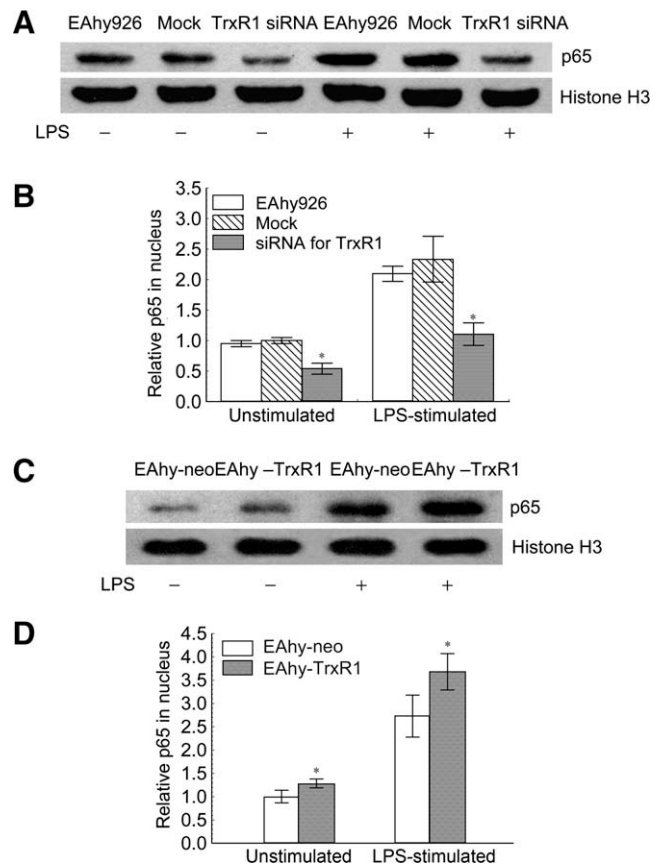 A
EAhy926 Mock TrxR1 siRNA EAhy926 Mock TrxR1 siRNA
p65
Histone H3
LPS – – – + + +
B
3.5
3.0
2.5
2.0
1.5
1.0
0.5
0.0
Relative p65 in nucleus
EAhy926
Mock
siRNA for TrxR1
* *
Unstimulated LPS-stimulated
C
EAhy-neoEAhy –TrxR1 EAhy-neoEAhy –TrxR1
p65
Histone H3
LPS – – + +
D
4.5
4.0
3.5
3.0
2.5
2.0
1.5
1.0
0.5
0.0
Relative p65 in nucleus
EAhy-neo
EAhy-TrxR1
* *
Unstimulated LPS-stimulated